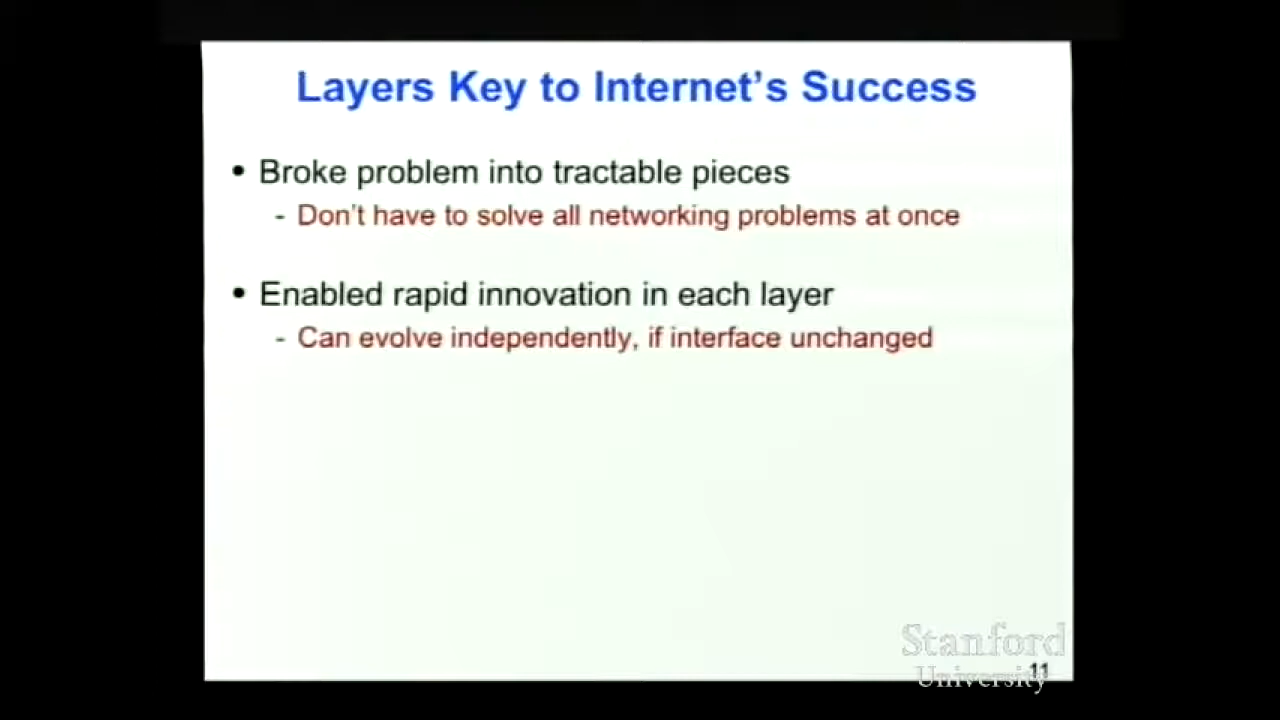 Layers Key to Internet's Success
• Broke problem into tractable pieces
- Don't have to solve all networking problems at once
• Enabled rapid innovation in each layer
- Can evolve independently, if interface unchanged
Stanford
University
11